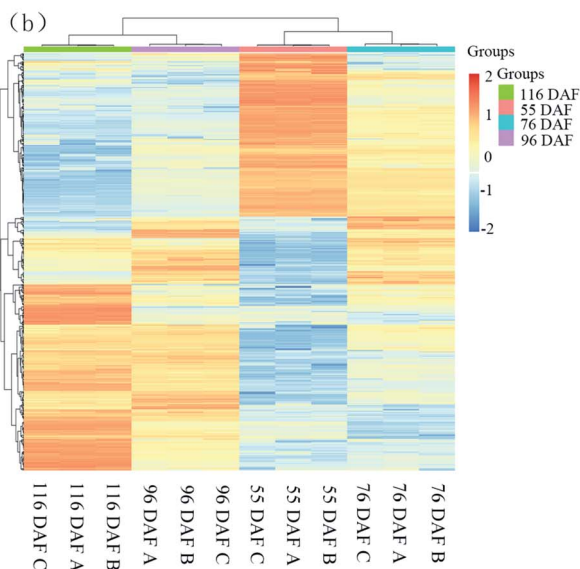 (b)
Groups
2
1
0
-1
-2
Groups
116 DAF
55 DAF
76 DAF
96 DAF
116 DAF C
116 DAF A
116 DAF B
96 DAF A
96 DAF B
96 DAF C
55 DAF C
55 DAF A
55 DAF B
76 DAF C
76 DAF A
76 DAF B